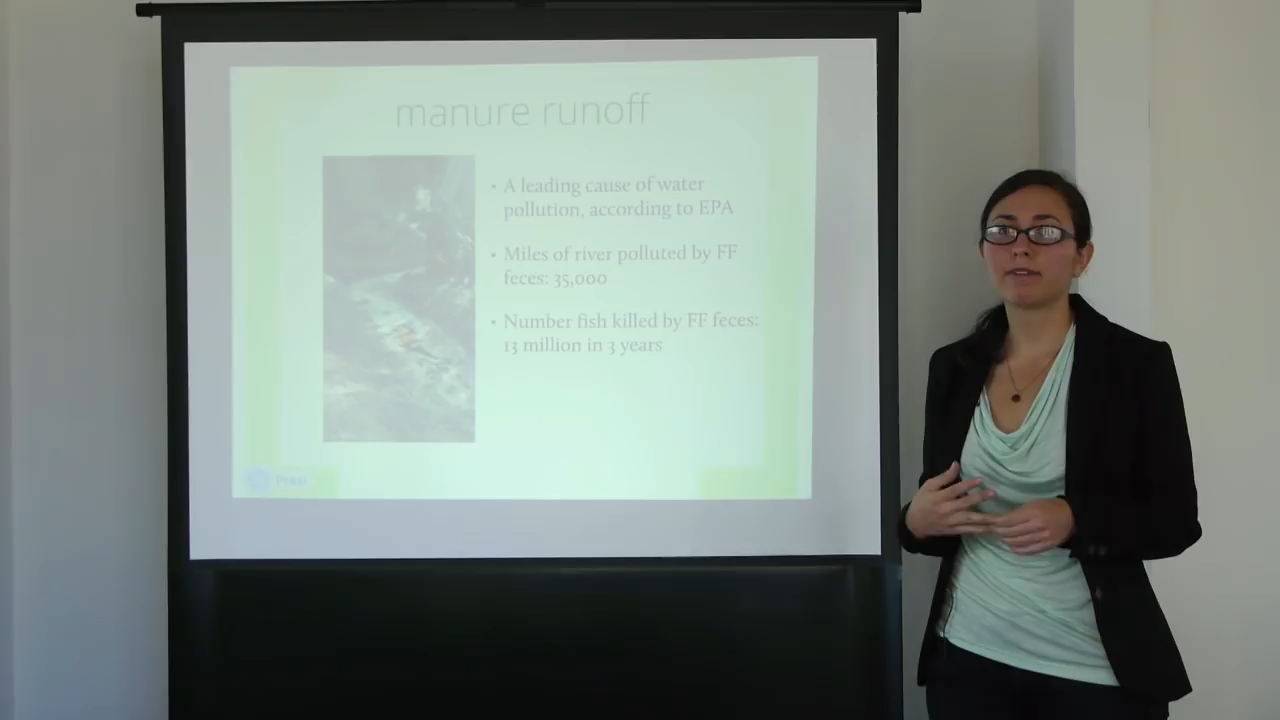 manure runoff
• A leading cause of water
pollution, according to EPA
• Miles of river polluted by FF
feces: 35,000
• Number fish killed by FF feces:
13 million in 3 years
Prezi